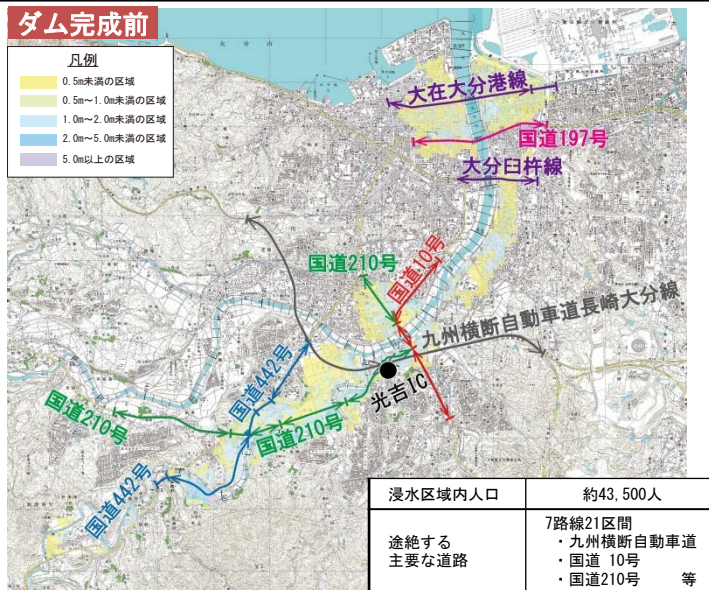 ダム完成前
凡例
0.5m未満の区域
0.5m～1.0m未満の区域
1.0m～2.0m未満の区域
2.0m～5.0m未満の区域
5.0m以上の区域
大分市
大在大分港線
国道197号
大分臼杵線
国道210号
国道10号
九州横断自動車道長崎大分線
国道442号
光吉IC
国道210号
国道210号
国道442号
浸水区域内人口 約43,500人
途絶する
主要な道路
7路線21区間
・九州横断自動車道
・国道 10号
・国道210号 等